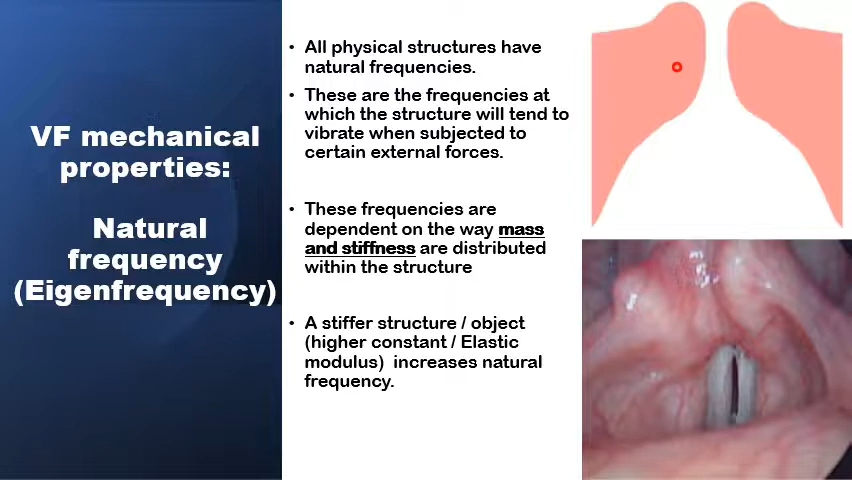 VF mechanical
properties:
Natural
frequency
(Eigenfrequency)
• All physical structures have
natural frequencies.
• These are the frequencies at
which the structure will tend to
vibrate when subjected to
certain external forces.
• These frequencies are
dependent on the way mass
and stiffness are distributed
within the structure
• A stiffer structure / object
(higher constant / Elastic
modulus) increases natural
frequency.